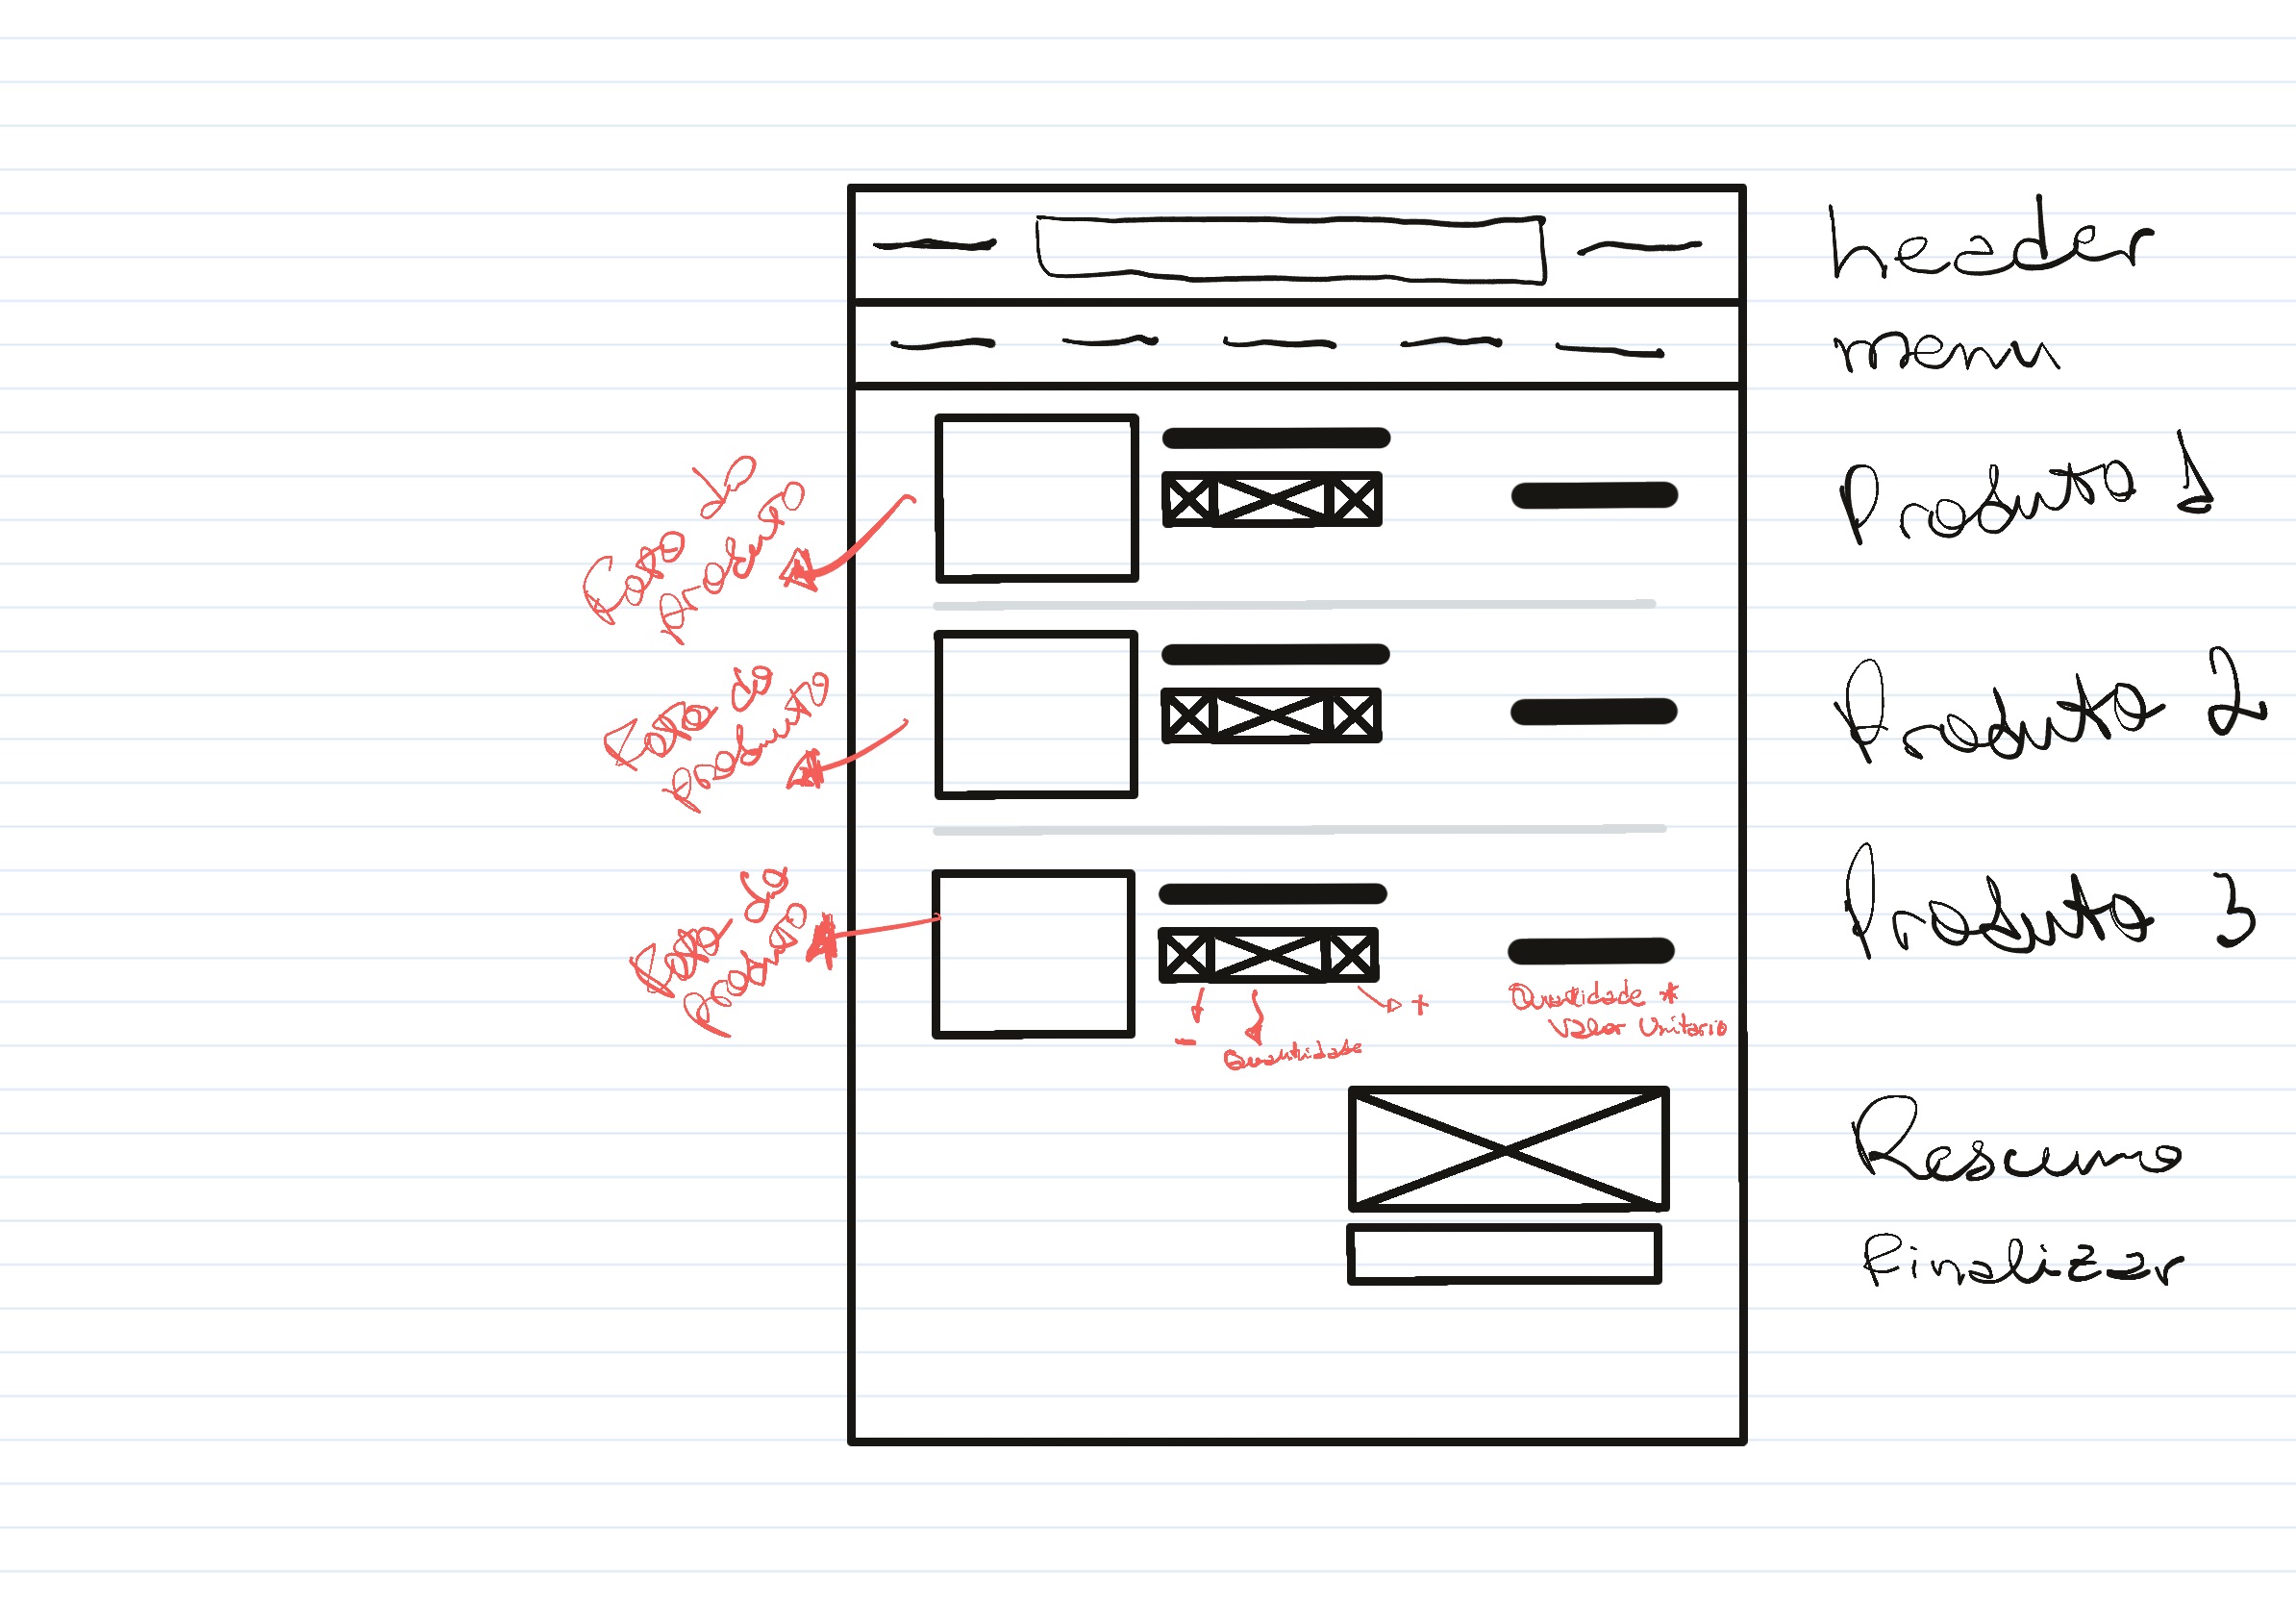 header
menu
Foto do
produto
Produto 1
Foto do
produto
Produto 2
Foto do
produto
Produto 3
-
Quantidade
+
Quantidade *
Valor Unitario
Resumo
Finalizar